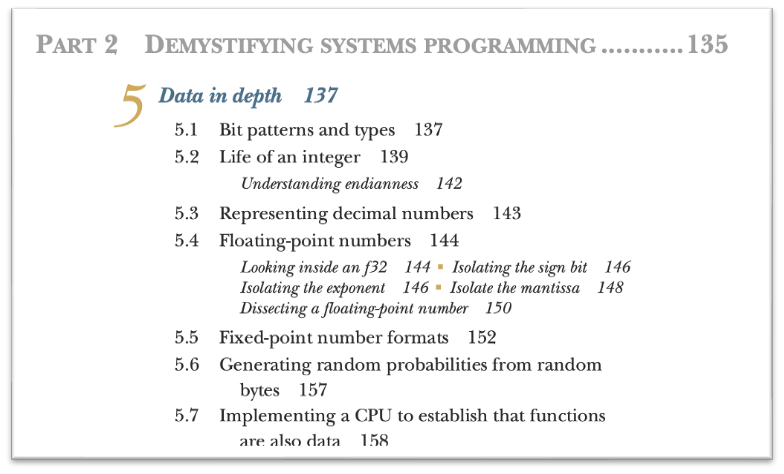 PART 2 DEMYSTIFYING SYSTEMS PROGRAMMING ...........135
5 Data in depth 137
5.1 Bit patterns and types 137
5.2 Life of an integer 139
Understanding endianness 142
5.3 Representing decimal numbers 143
5.4 Floating-point numbers 144
Looking inside an f32 144 ▪ Isolating the sign bit 146
Isolating the exponent 146 ▪ Isolate the mantissa 148
Dissecting a floating-point number 150
5.5 Fixed-point number formats 152
5.6 Generating random probabilities from random
bytes 157
5.7 Implementing a CPU to establish that functions
are also data 158